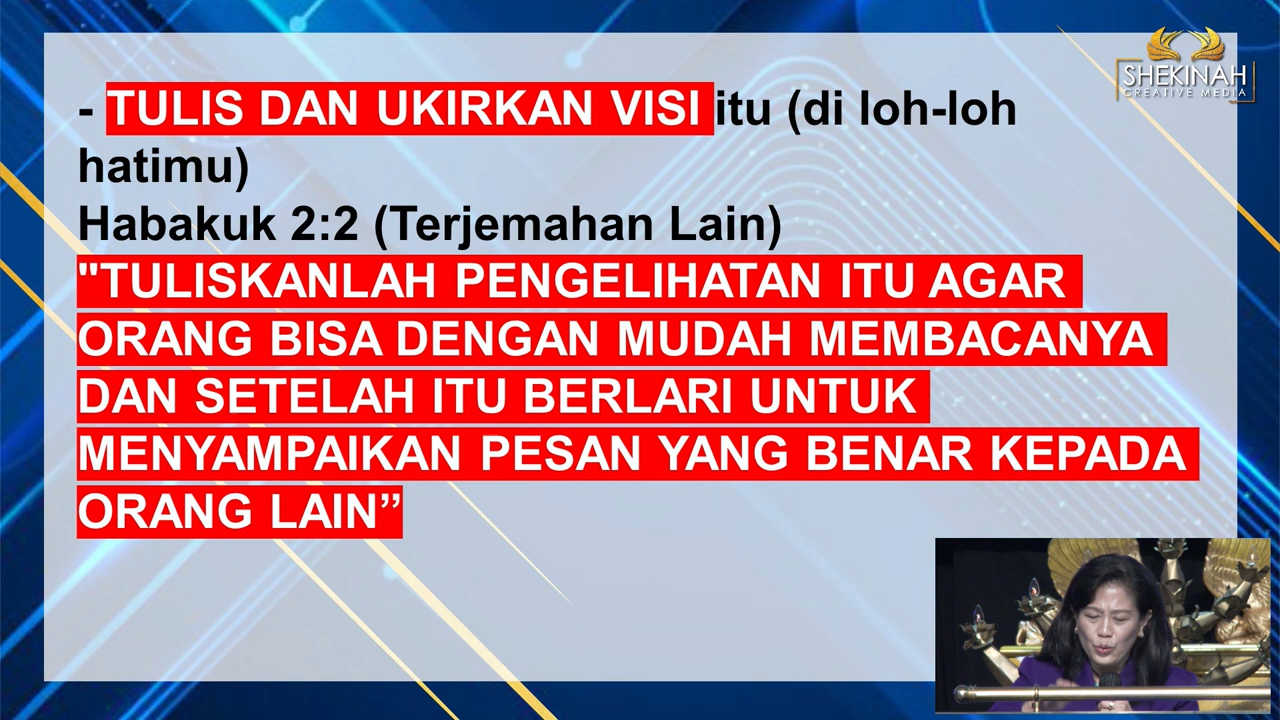 SHEKINAH
CREATIVE MEDIA
- TULIS DAN UKIRKAN VISI itu (di loh-loh
hatimu)
Habakuk 2:2 (Terjemahan Lain)
"TULISKANLAH PENGELIHATAN ITU AGAR
ORANG BISA DENGAN MUDAH MEMBACANYA
DAN SETELAH ITU BERLARI UNTUK
MENYAMPAIKAN PESAN YANG BENAR KEPADA
ORANG LAIN”